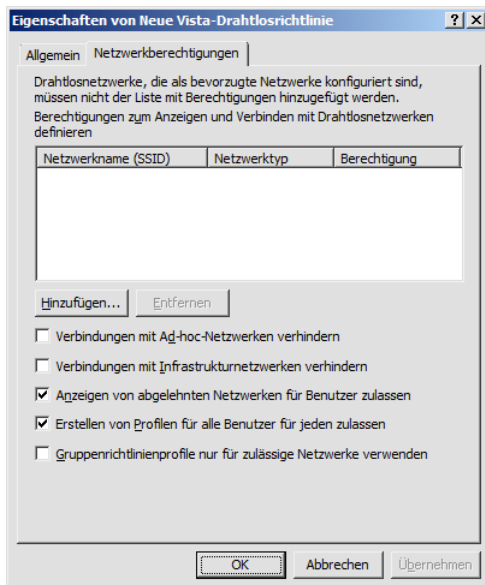 Eigenschaften von Neue Vista-Drahtlosrichtlinie
Allgemein Netzwerkberechtigungen
Drahtlosnetzwerke, die als bevorzugte Netzwerke konfiguriert sind,
müssen nicht der Liste mit Berechtigungen hinzugefügt werden.
Berechtigungen zum Anzeigen und Verbinden mit Drahtlosnetzwerken
definieren
Netzwerkname (SSID) Netzwerktyp Berechtigung
Hinzufügen... Entfernen
Verbindungen mit Ad-hoc-Netzwerken verhindern
Verbindungen mit Infrastrukturnetzwerken verhindern
Anzeigen von abgelehnten Netzwerken für Benutzer zulassen
Erstellen von Profilen für alle Benutzer für jeden zulassen
Gruppenrichtlinienprofile nur für zulässige Netzwerke verwenden
OK Abbrechen Übernehmen